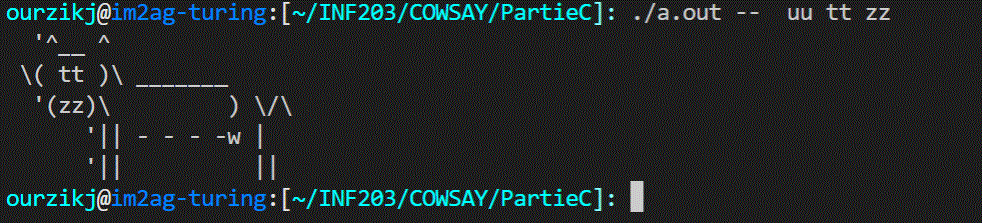 ourzikj@im2ag-turing:[~/INF203/COWSAY/PartieC]: ./a.out --  uu tt zz
  '^__ ^
 \( tt )\ _______
  '(zz)\         ) \/\
      '|| - - - -w |
      '||         ||
ourzikj@im2ag-turing:[~/INF203/COWSAY/PartieC]: